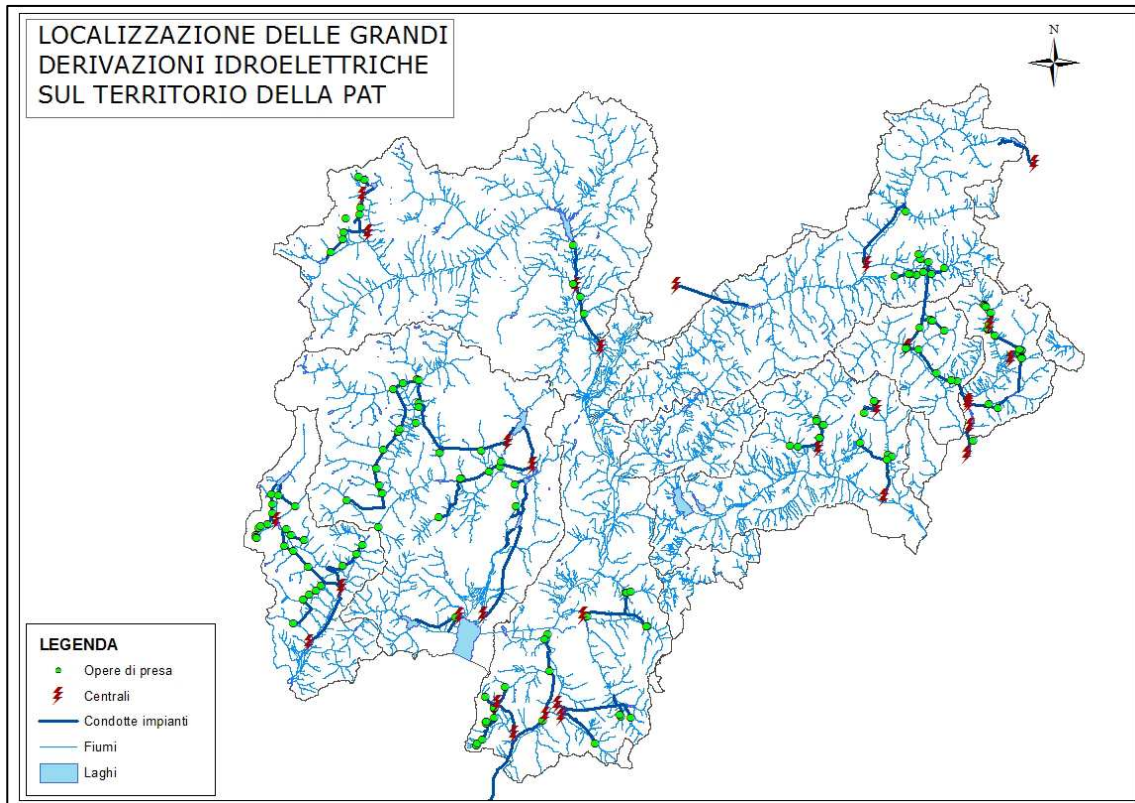 LOCALIZZAZIONE DELLE GRANDI
DERIVAZIONI IDROELETTRICHE
SUL TERRITORIO DELLA PAT
N
LEGENDA
Opere di presa
Centrali
Condotte impianti
Fiumi
Laghi